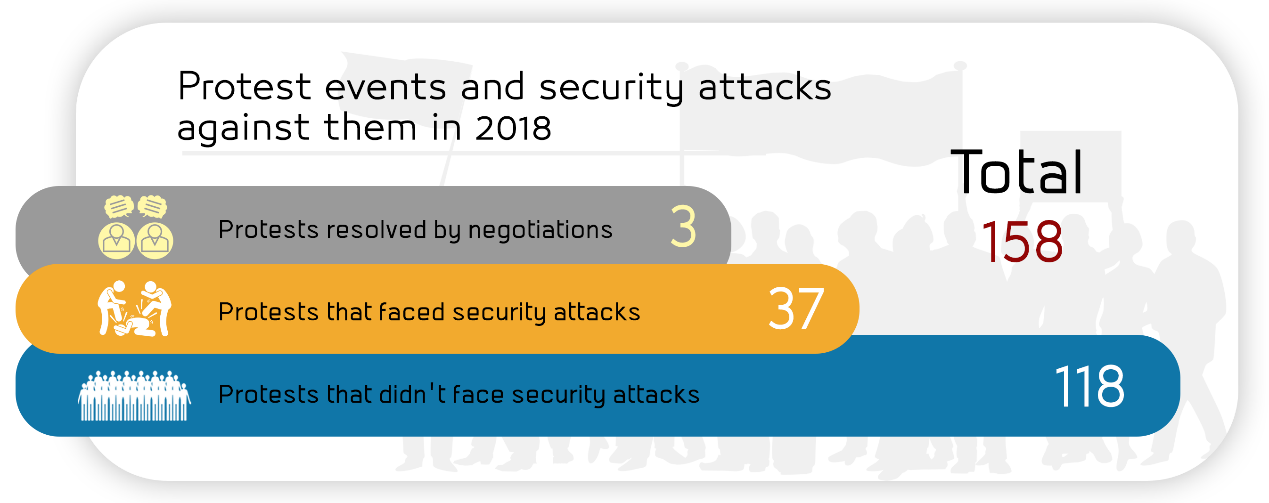 Protest events and security attacks
against them in 2018
Total
158
Protests resolved by negotiations 3
Protests that faced security attacks 37
Protests that didn't face security attacks 118